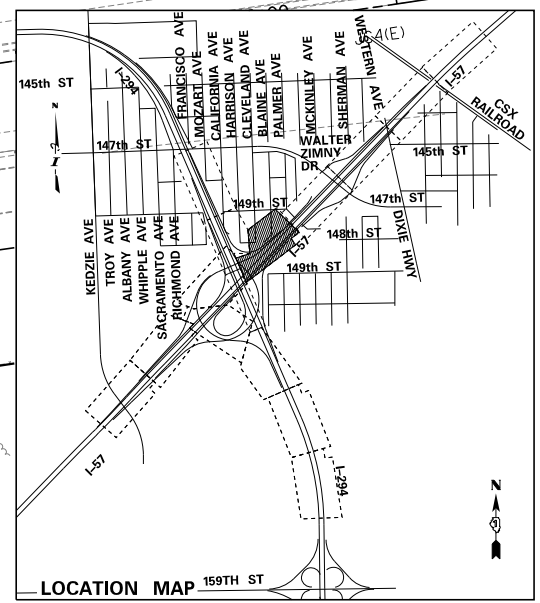 54(E)
WESTERN AVE
I-57
CSX
RAILROAD
145th ST
I-294
FRANCISCO AVE
MOZART AVE
CALIFORNIA AVE
HARRISON AVE
CLEVELAND AVE
BLAINE AVE
PALMER AVE
MCKINLEY AVE
SHERMAN AVE
N
147th ST
WALTER
ZIMNY
DR
145th ST
147th ST
149th ST
148th ST
DIXIE HWY
I-57
149th ST
KEDZIE AVE
TROY AVE
ALBANY AVE
WHIPPLE AVE
SACRAMENTO AVE
RICHMOND AVE
I-57
I-294
N
LOCATION MAP
159TH ST